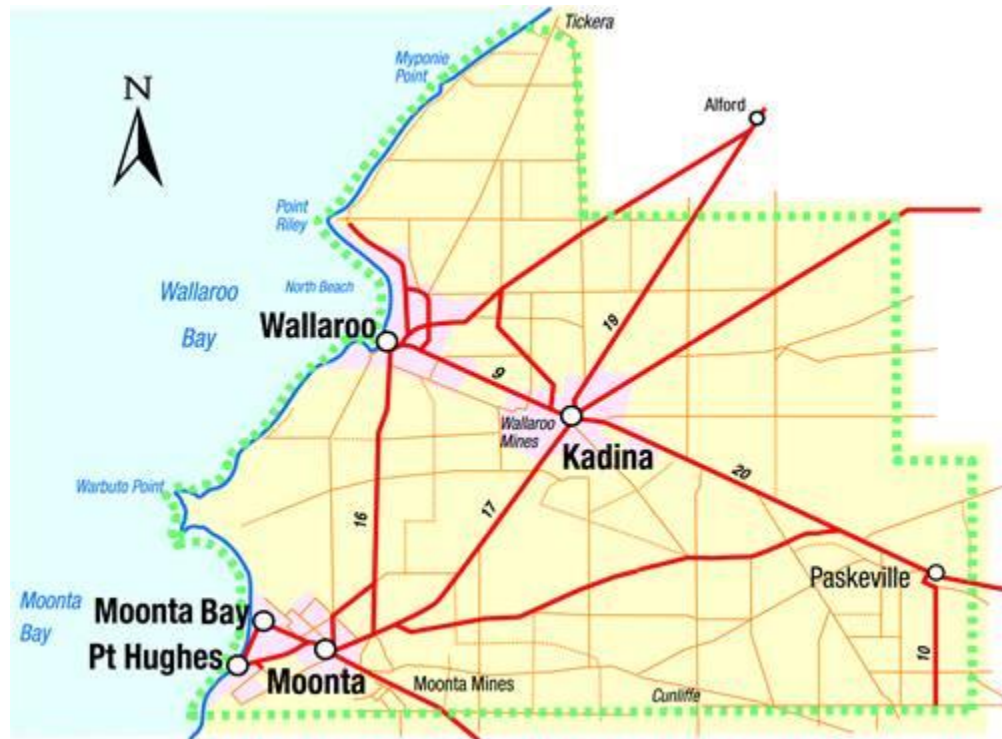 Tickera
Myponie
Point
N
Alford
Point
Riley
North Beach
Wallaroo
Bay
Wallaroo
19
9
Wallaroo
Mines
Kadina
20
Warbuto Point
16
17
Paskeville
Moonta
Bay
Moonta Bay
Pt Hughes
Moonta
Moonta Mines
Cunliffe
10